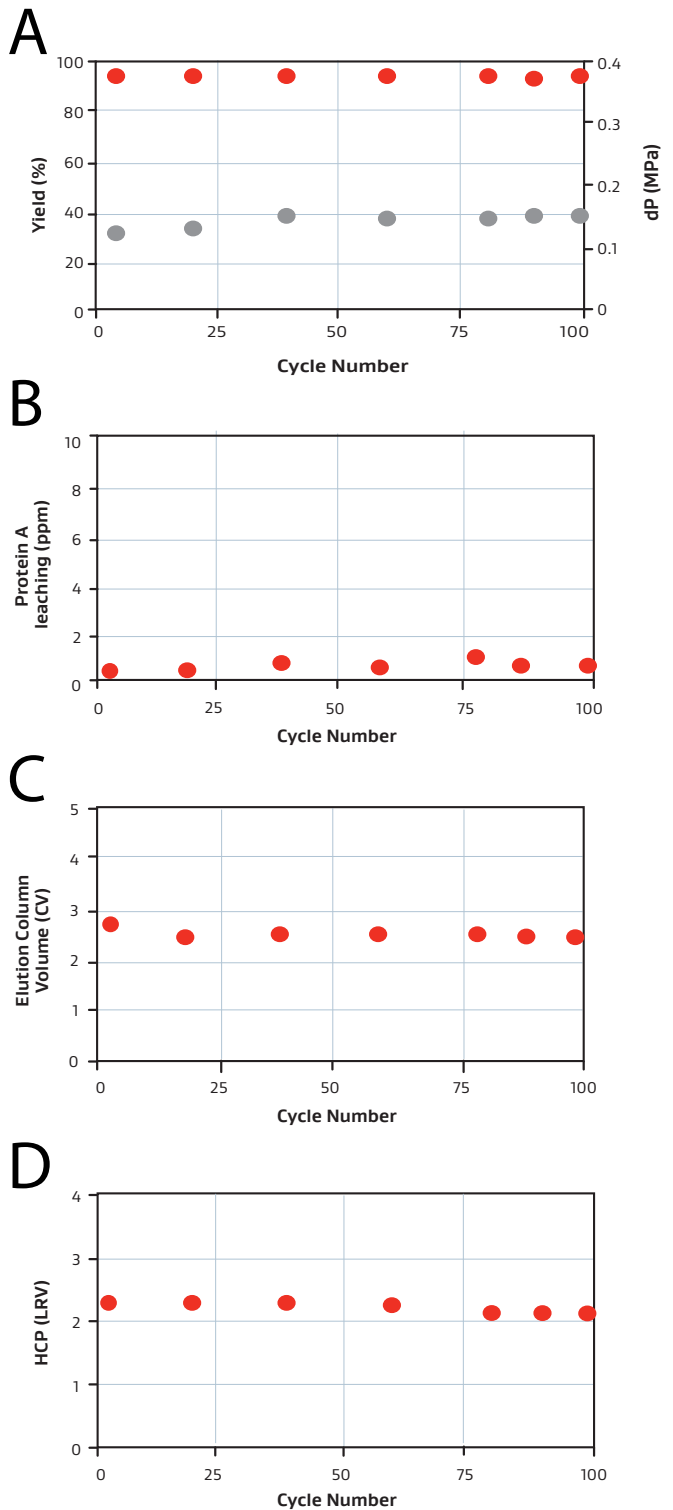 A
100
80
60
40
20
0
Yield (%)
0.4
0.3
0.2
0.1
0
dP (MPa)
0 25 50 75 100
Cycle Number
B
10
8
6
4
2
0
Protein A
leaching (ppm)
0 25 50 75 100
Cycle Number
C
5
4
3
2
1
0
Elution Column
Volume (CV)
0 25 50 75 100
Cycle Number
D
4
3
2
1
0
HCP (LRV)
0 25 50 75 100
Cycle Number